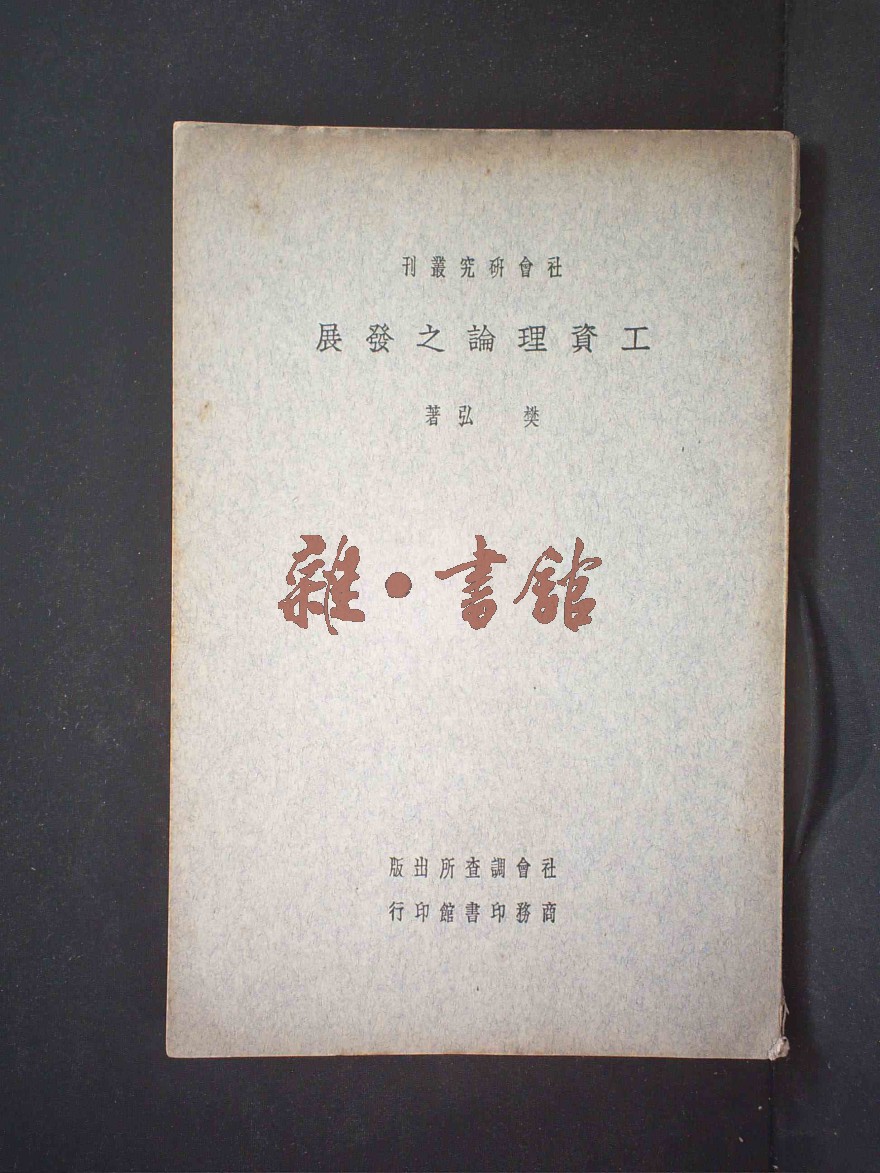 社會研究叢刊
工資理論之發展
樊 弘著
雜·書館
社會調查所出版
商務印書館印行